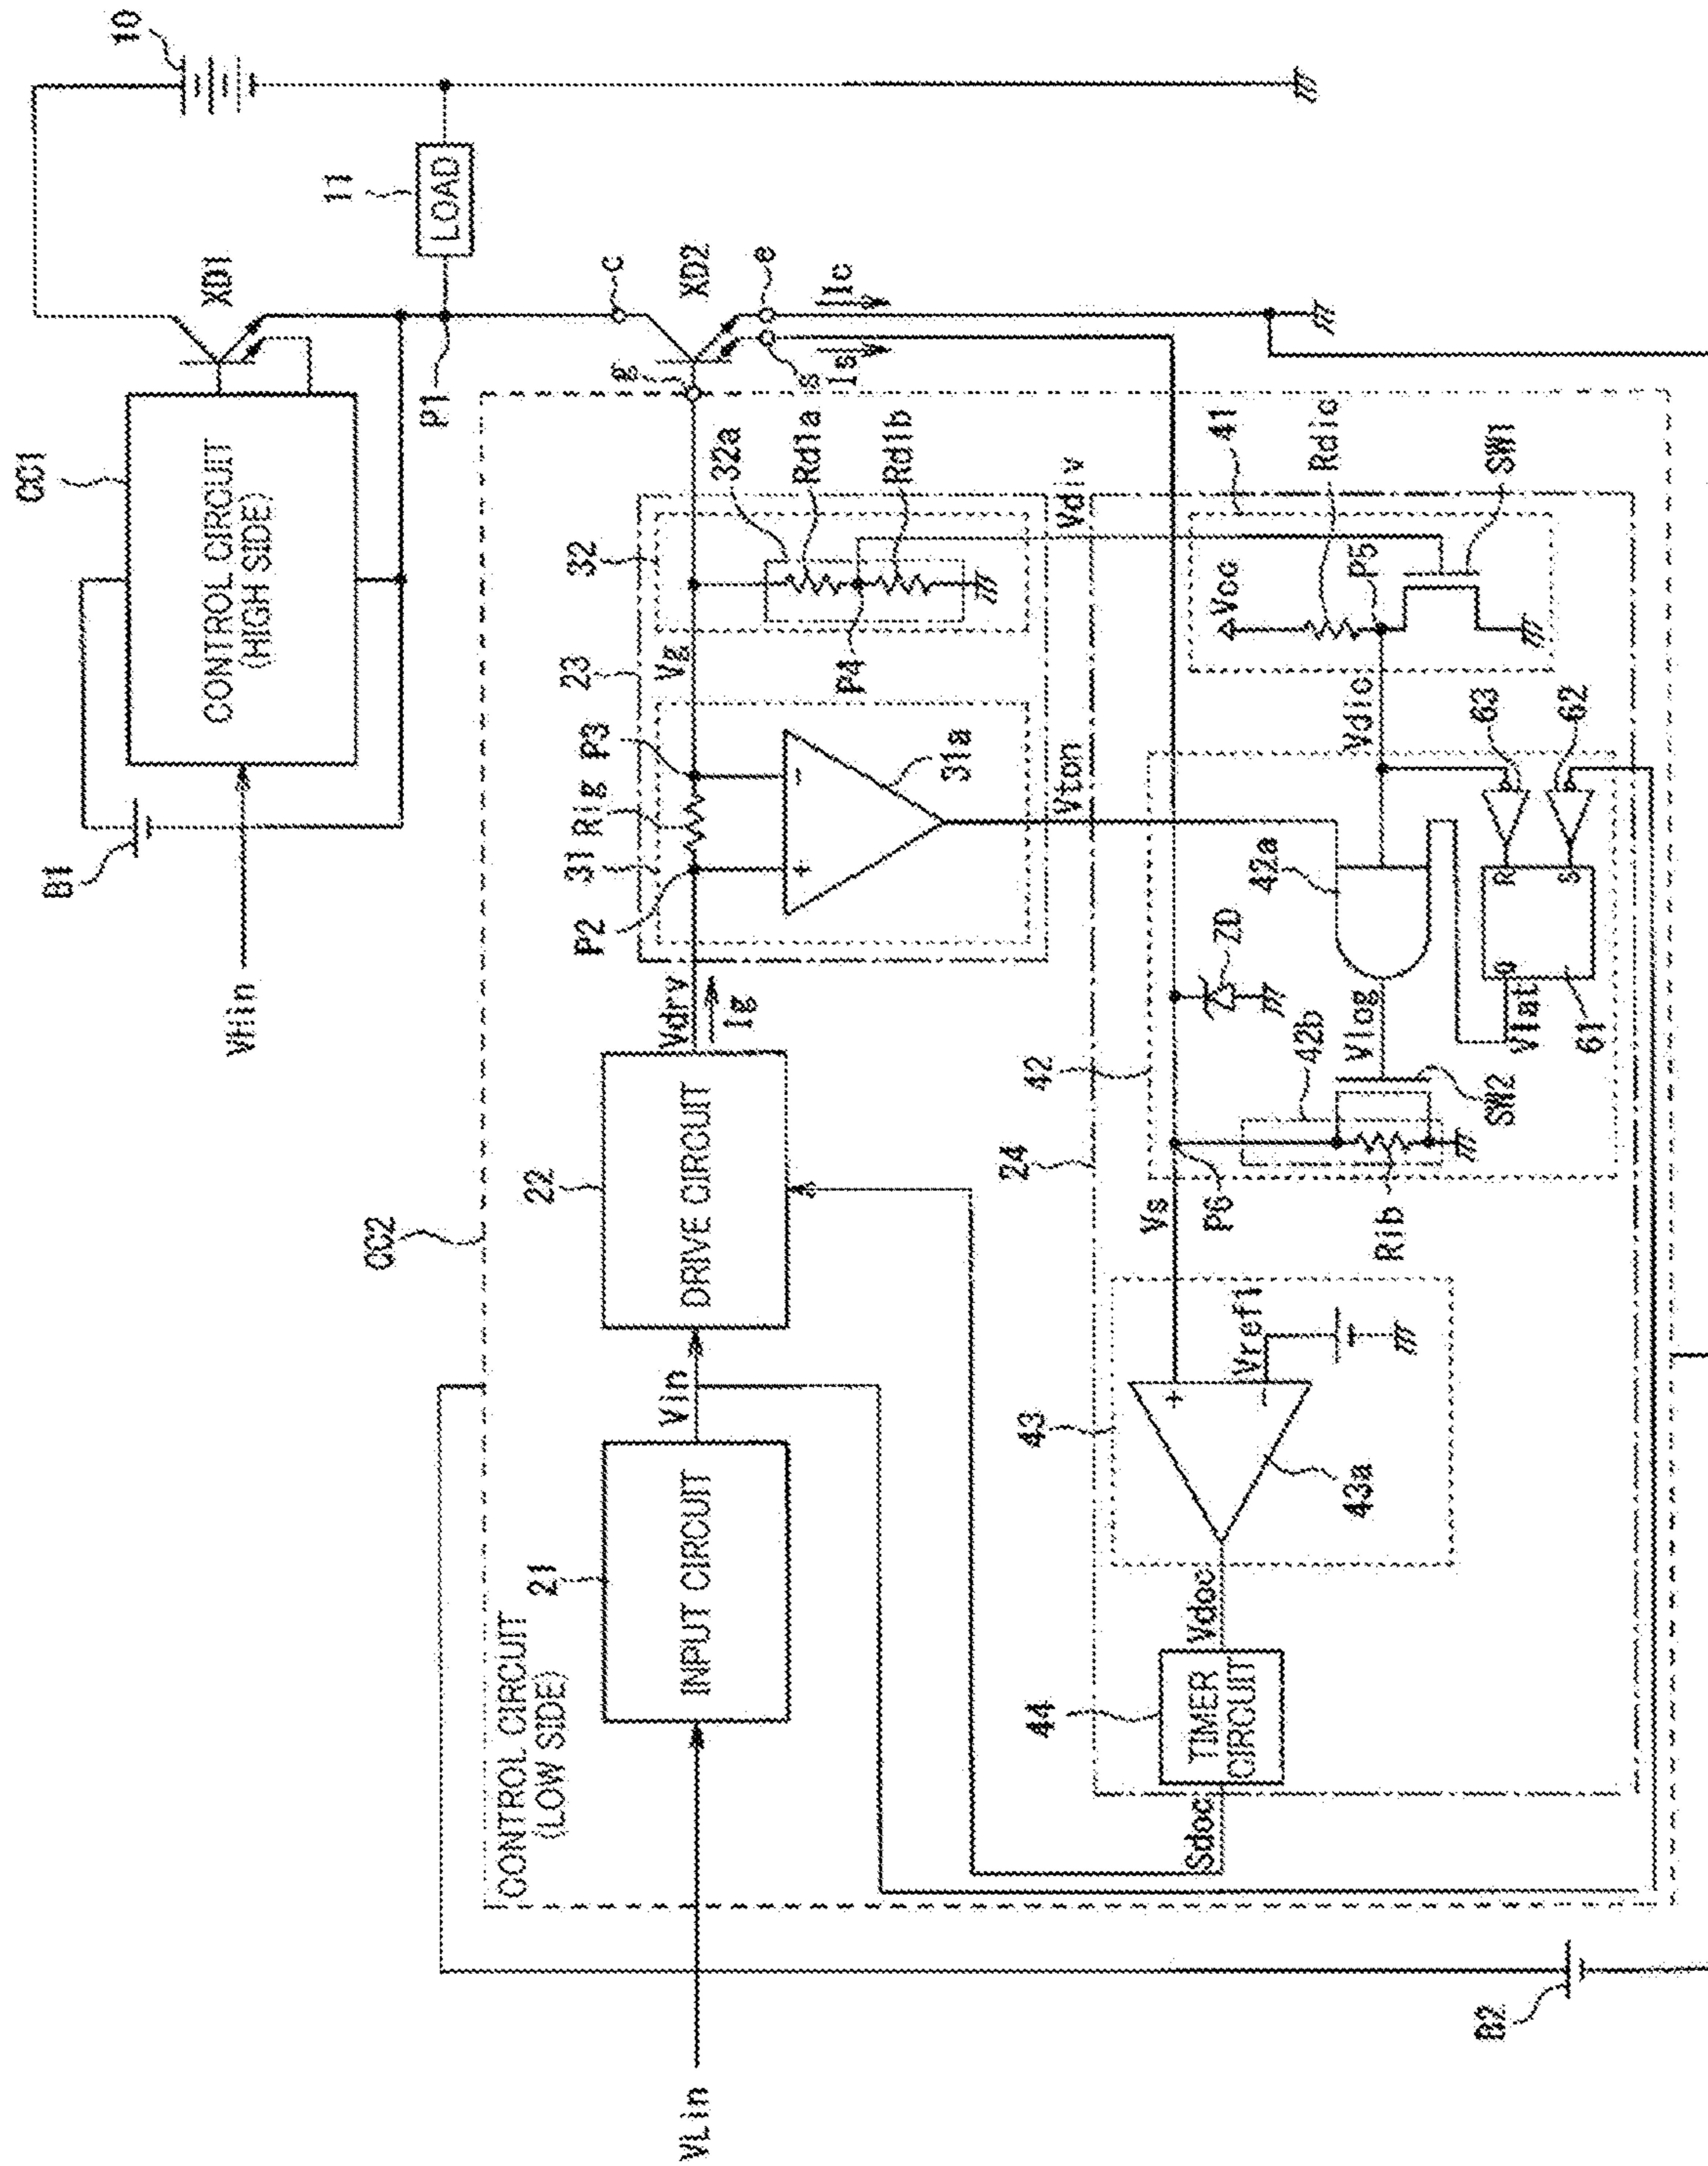 10
XD1
11
LOAD
CC1
CONTROL CIRCUIT
(HIGH SIDE)
P1
B1
VHin
c
XD2
e
g
s
Ic
Is
CC2
CONTROL CIRCUIT
(LOW SIDE)
VLin
21
INPUT CIRCUIT
Vin
22
DRIVE CIRCUIT
Vdrv
Ig
23
31
Rig
P2
P3
+
-
31a
Vg
32
32a
Rd1a
Rd1b
P4
Vton
Vdiv
24
41
Vcc
Rdic
P5
SW1
Vdic
42
42a
63
62
R
S
Q
61
Vlat
Vlog
ZD
42b
SW2
Rib
P6
Vs
43
+
-
Vref1
43a
Vdoc
44
TIMER
CIRCUIT
Sdoc
B2